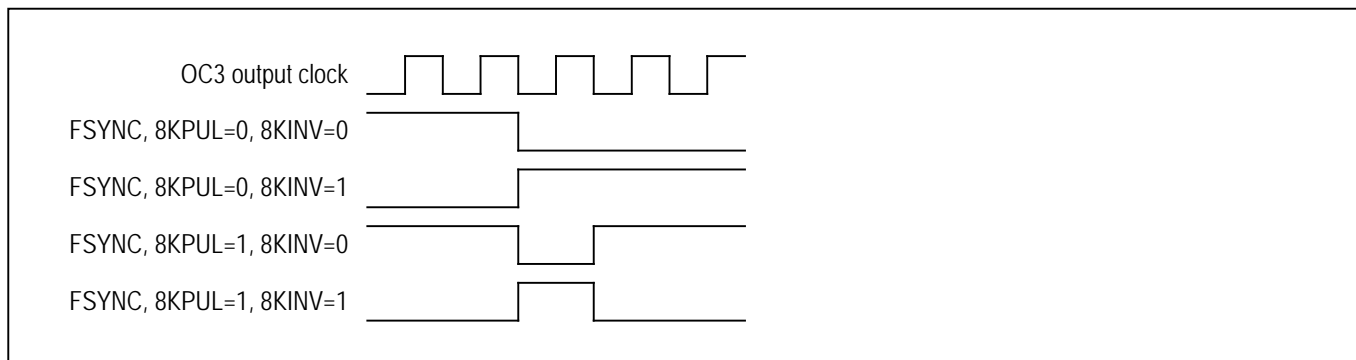 OC3 output clock
FSYNC, 8KPUL=0, 8KINV=0
FSYNC, 8KPUL=0, 8KINV=1
FSYNC, 8KPUL=1, 8KINV=0
FSYNC, 8KPUL=1, 8KINV=1